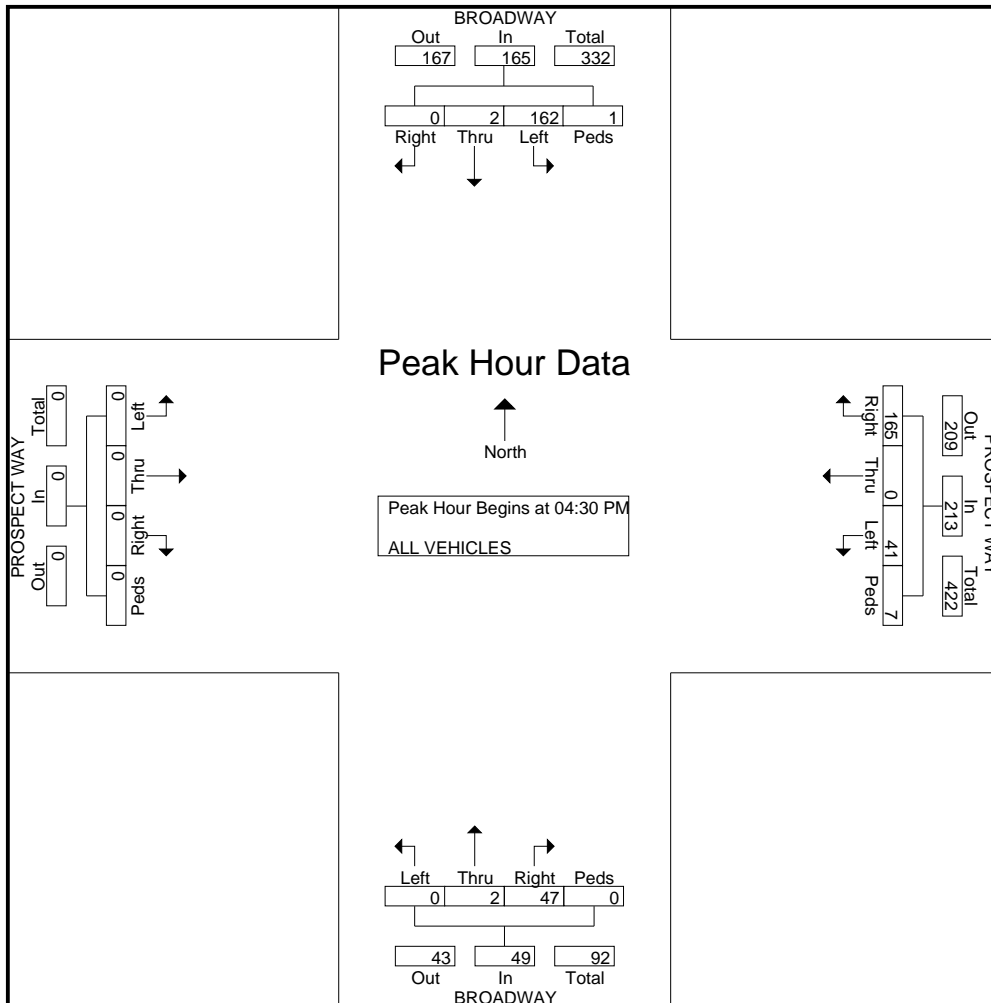 BROADWAY
Out In Total
167 165 332
0 2 162 1
Right Thru Left Peds
Peak Hour Data
North
Peak Hour Begins at 04:30 PM
ALL VEHICLES
PROSPECT WAY
Total In Out
0 0 0
0 0 0 0
Left Thru Right Peds
Right Thru Left Peds
165 0 41 7
209 213 422
Out In Total
PROSPECT WAY
Left Thru Right Peds
0 2 47 0
43 49 92
Out In Total
BROADWAY